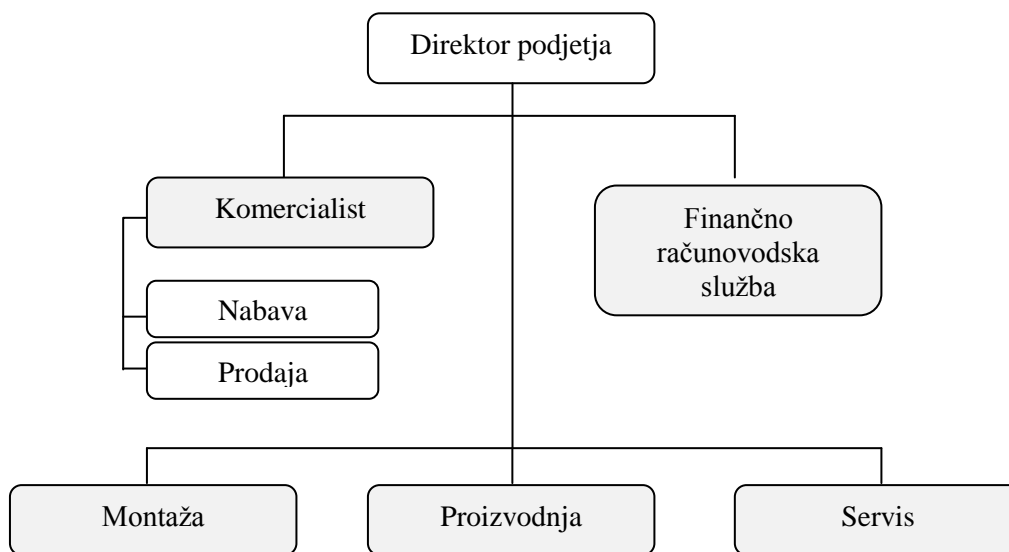 Direktor podjetja
Komercialist
Finančno
računovodska
služba
Nabava
Prodaja
Montaža
Proizvodnja
Servis